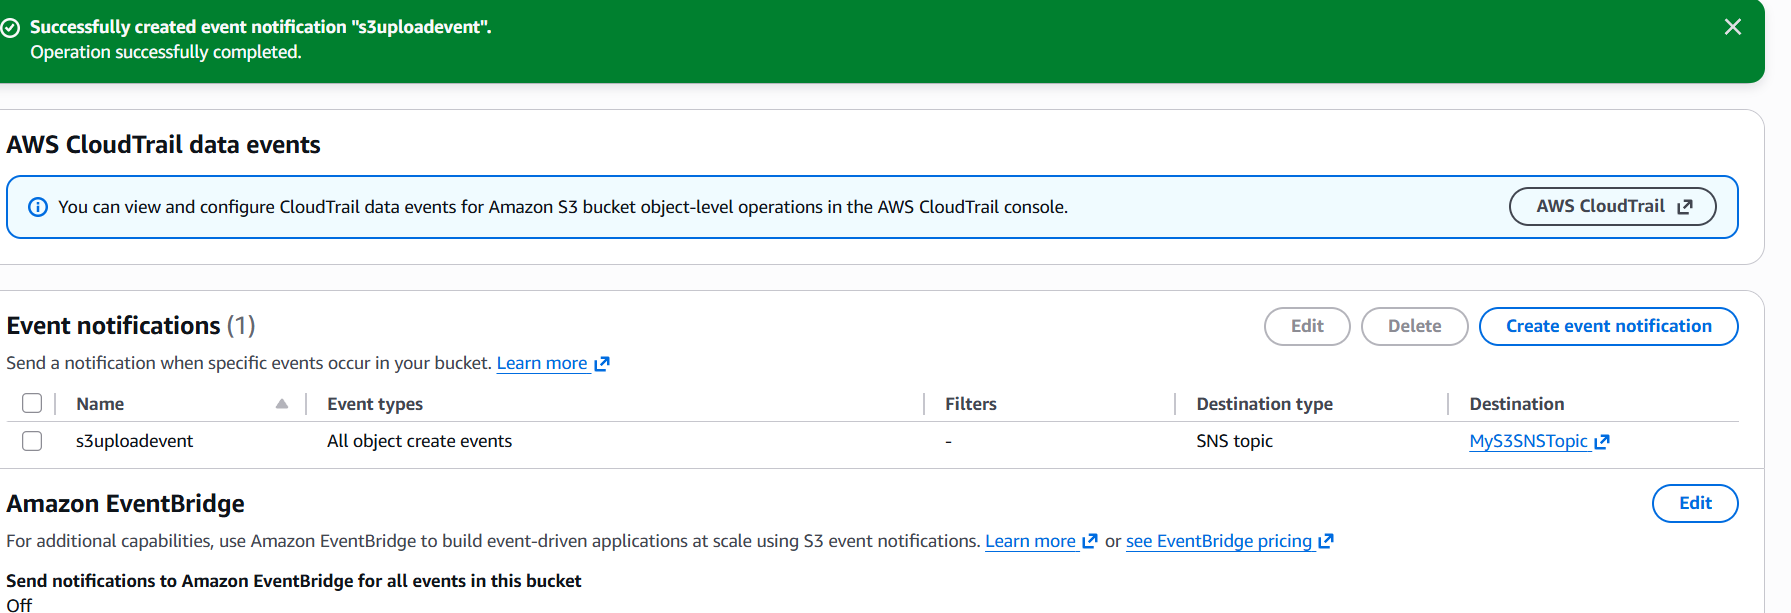 Successfully created event notification "s3uploadevent".
Operation successfully completed.
AWS CloudTrail data events
You can view and configure CloudTrail data events for Amazon S3 bucket object-level operations in the AWS CloudTrail console.
AWS CloudTrail
Event notifications (1)
Edit
Delete
Create event notification
Send a notification when specific events occur in your bucket. Learn more
Name Event types Filters Destination type Destination
s3uploadevent All object create events - SNS topic MyS3SNSTopic
Amazon EventBridge
Edit
For additional capabilities, use Amazon EventBridge to build event-driven applications at scale using S3 event notifications. Learn more or see EventBridge pricing
Send notifications to Amazon EventBridge for all events in this bucket
Off